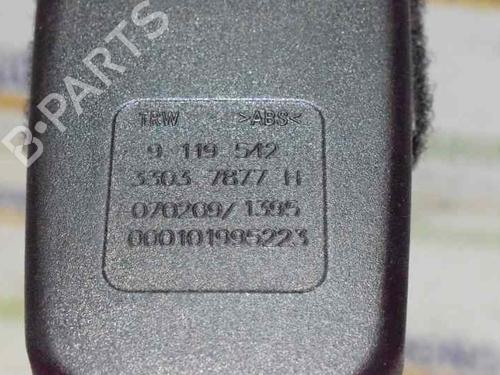 B-PARTS
TRW >ABS<
9 119 542
3303 7877 H
070209/1395
000101995223